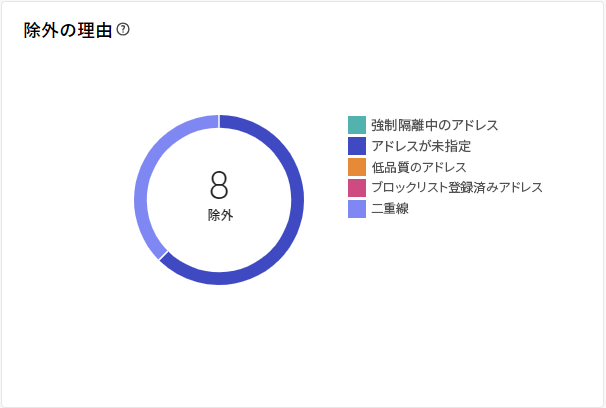 除外の理由
8
除外
強制隔離中のアドレス
アドレスが未指定
低品質のアドレス
ブロックリスト登録済みアドレス
二重線